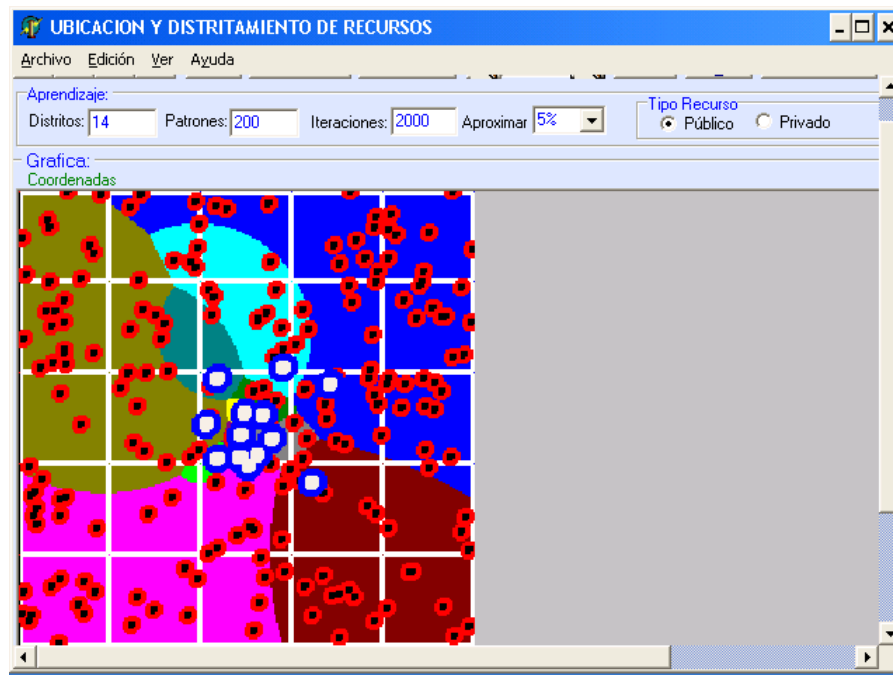 UBICACION Y DISTRITAMIENTO DE RECURSOS
Archivo Edición Ver Ayuda
Aprendizaje:
Distritos: 14 Patrones: 200 Iteraciones: 2000 Aproximar 5%
Tipo Recurso
Público Privado
Grafica:
Coordenadas